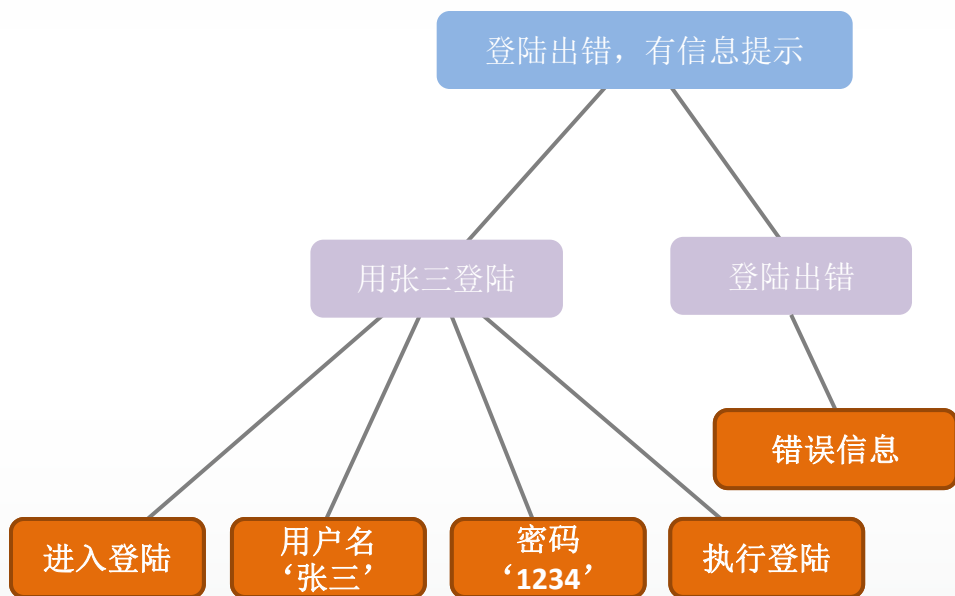 登陆出错，有信息提示
用张三登陆
登陆出错
错误信息
进入登陆
用户名
‘张三’
密码
‘1234’
执行登陆